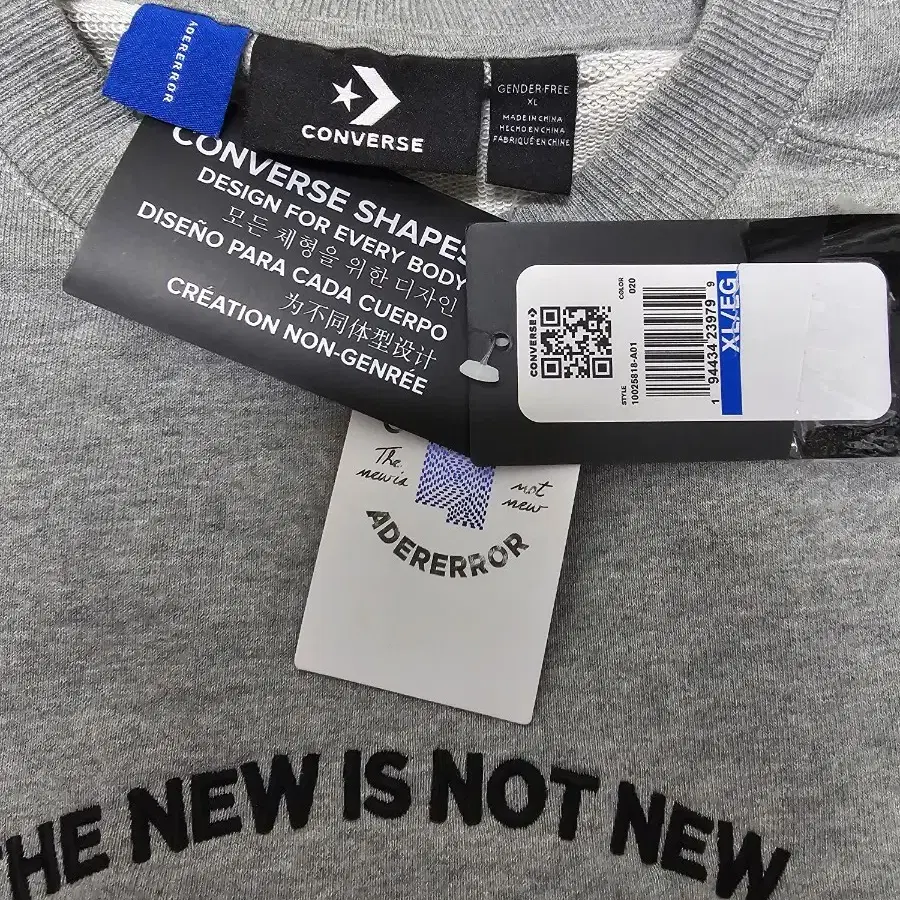 ADERERROR
CONVERSE
GENDER-FREE
XL
MADE IN CHINA
HECHO EN CHINA
FABRIQUÉ EN CHINE
CONVERSE SHAPES
DESIGN FOR EVERY BODY
모든 체형을 위한 디자인
DISEÑO PARA CADA CUERPO
为不同体型设计
CRÉATION NON-GENRÉE
CONVERSE
STYLE
10025818-A01
COLOR
020
1 94434 23979 9
XL/EG
The
new is
not
new
ADERERROR
THE NEW IS NOT NEW